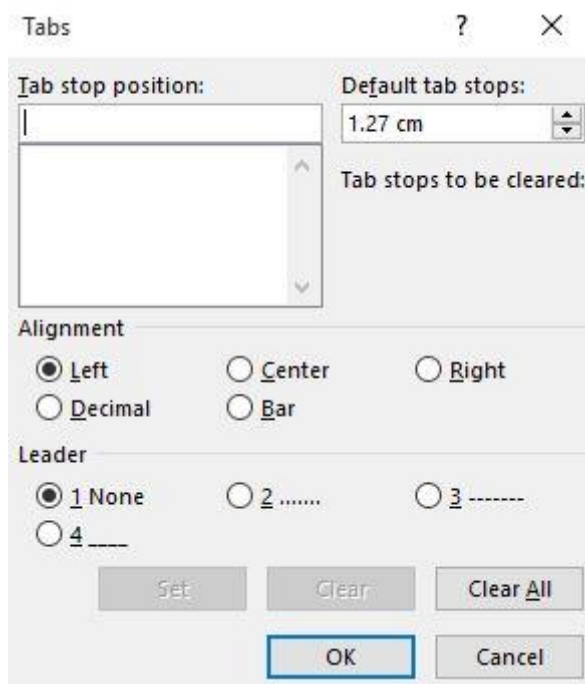 Tabs ? ×
Tab stop position: Default tab stops:
1.27 cm
Tab stops to be cleared:
Alignment
Left Center Right
Decimal Bar
Leader
1 None 2 ....... 3 -------
4 ____
Set Clear Clear All
OK Cancel